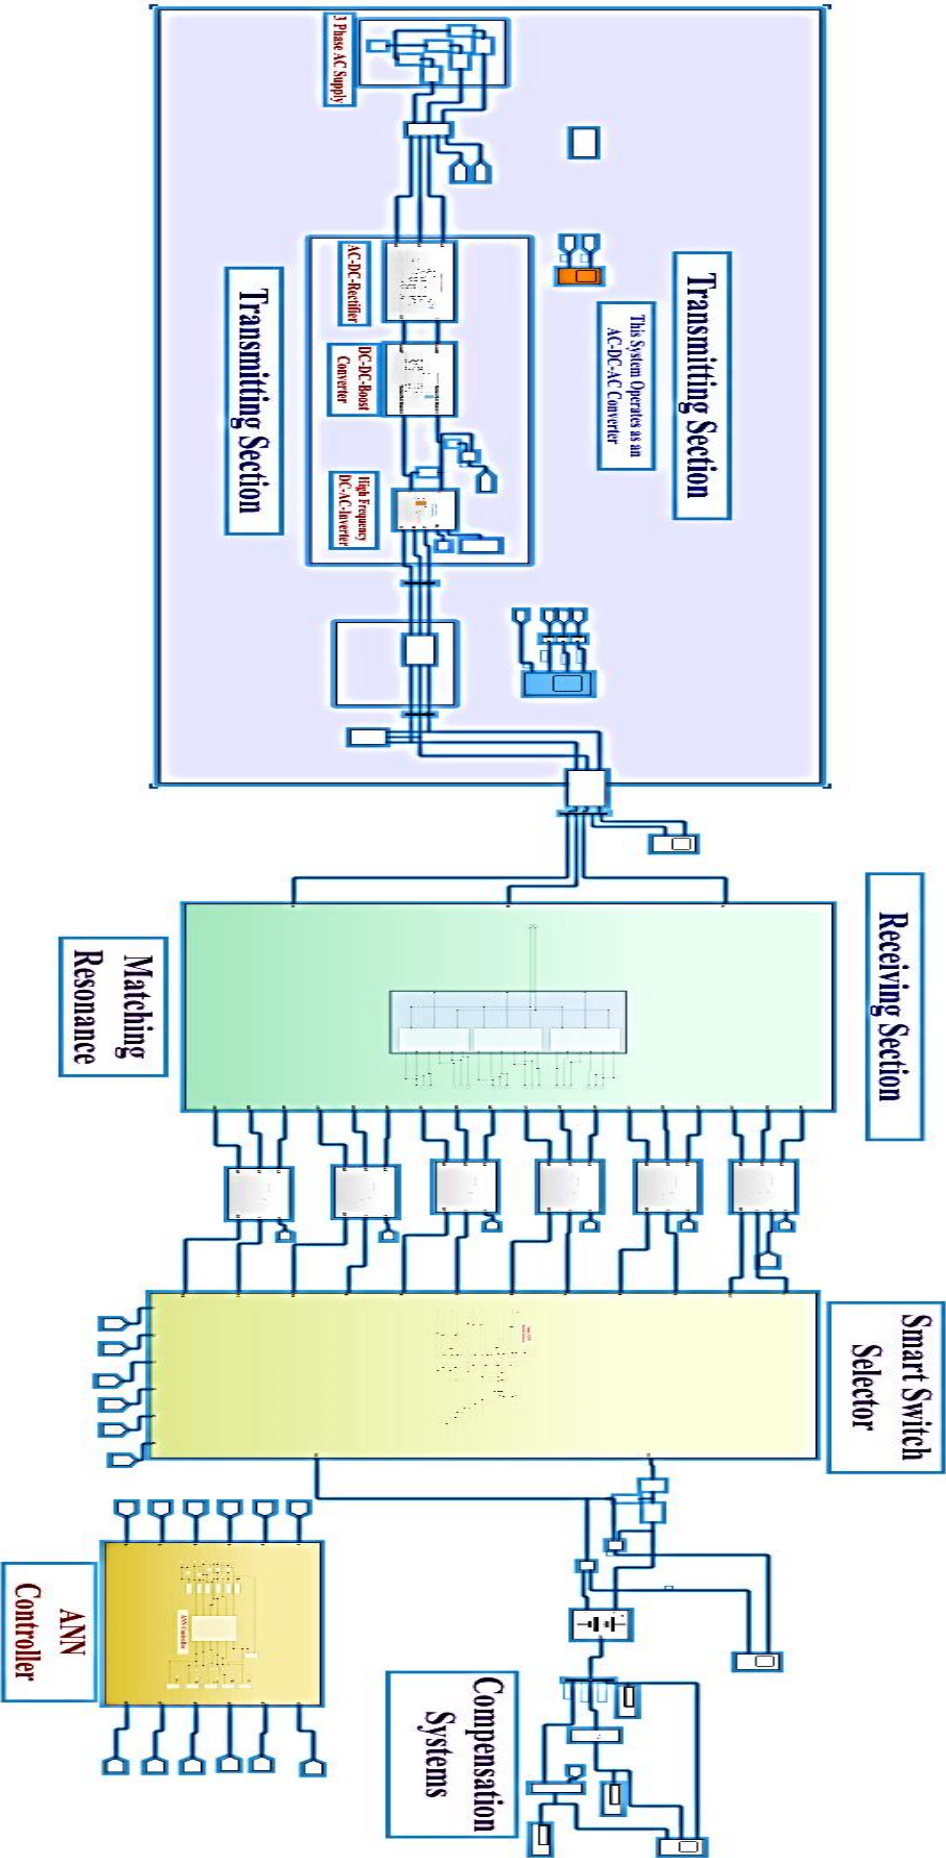 Transmitting Section
This System Operates as an
AC-DC-AC Converter
3 Phase AC Supply
AC-DC-Rectifier
DC-DC-Boost
Converter
High Frequency
DC-AC-Inverter
Transmitting Section
Receiving Section
Matching
Resonance
Smart Switch
Selector
ANN Controller
ANN
Controller
Compensation
Systems